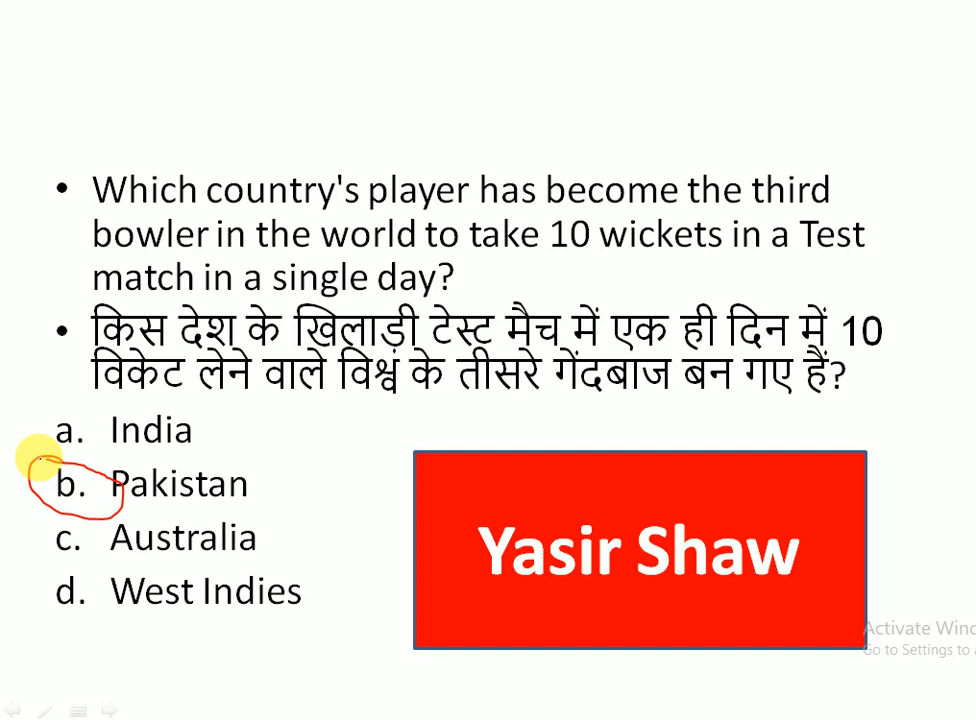 • Which country's player has become the third
bowler in the world to take 10 wickets in a Test
match in a single day?
• किस देश के खिलाड़ी टेस्ट मैच में एक ही दिन में 10
विकेट लेने वाले विश्व के तीसरे गेंदबाज बन गए हैं?
a. India
b. Pakistan
c. Australia
d. West Indies
Yasir Shaw
Activate Winc
Go to Settings to a